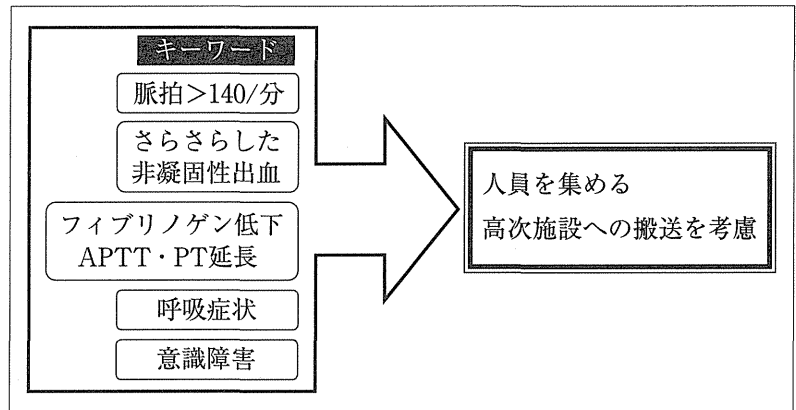 キーワード
脈拍>140/分
さらさらした
非凝固性出血
フィブリノゲン低下
APTT・PT延長
呼吸症状
意識障害
人員を集める
高次施設への搬送を考慮